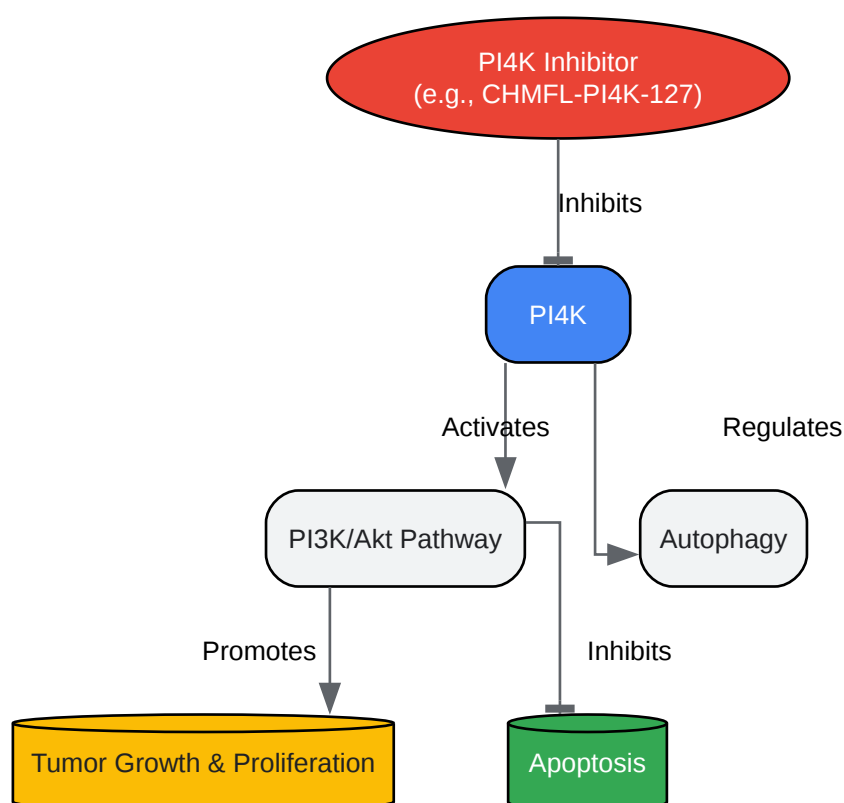 PI4K Inhibitor
(e.g., CHMFL-PI4K-127)
Inhibits
PI4K
Activates
Regulates
PI3K/Akt Pathway
Autophagy
Promotes
Inhibits
Tumor Growth & Proliferation
Apoptosis